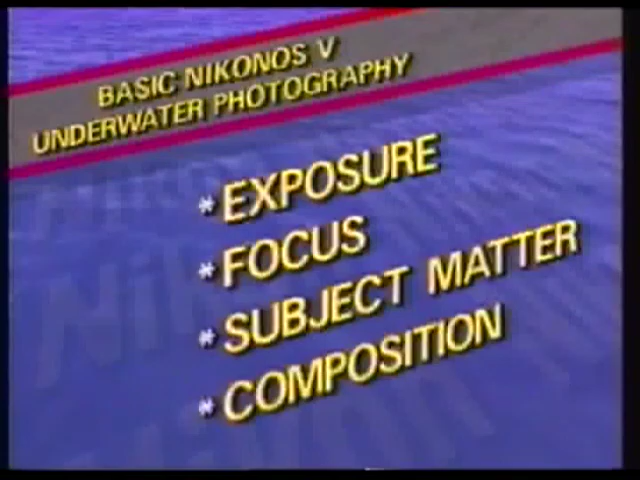 BASIC NIKONOS V
UNDERWATER PHOTOGRAPHY
* EXPOSURE
* FOCUS
* SUBJECT MATTER
* COMPOSITION